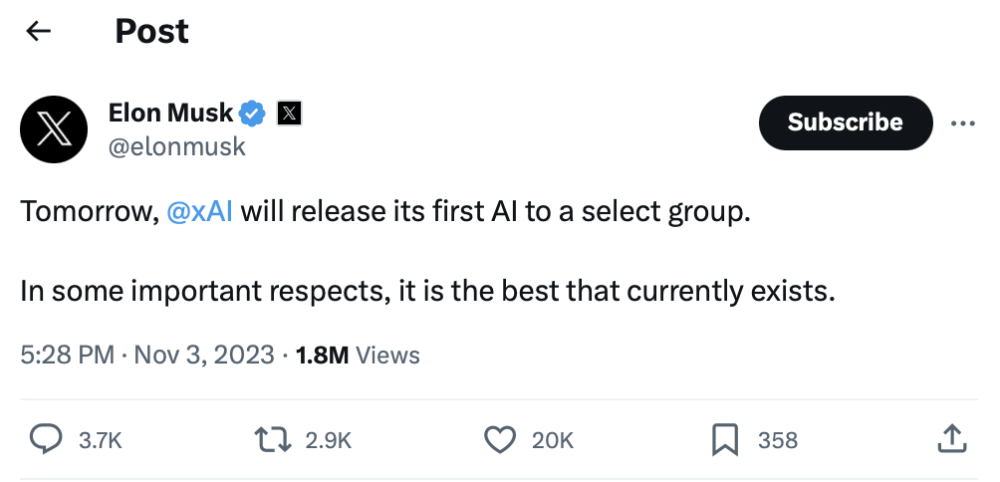 Post
Elon Musk
@elonmusk
Subscribe
Tomorrow, @xAI will release its first AI to a select group.
In some important respects, it is the best that currently exists.
5:28 PM · Nov 3, 2023 · 1.8M Views
3.7K 2.9K 20K 358